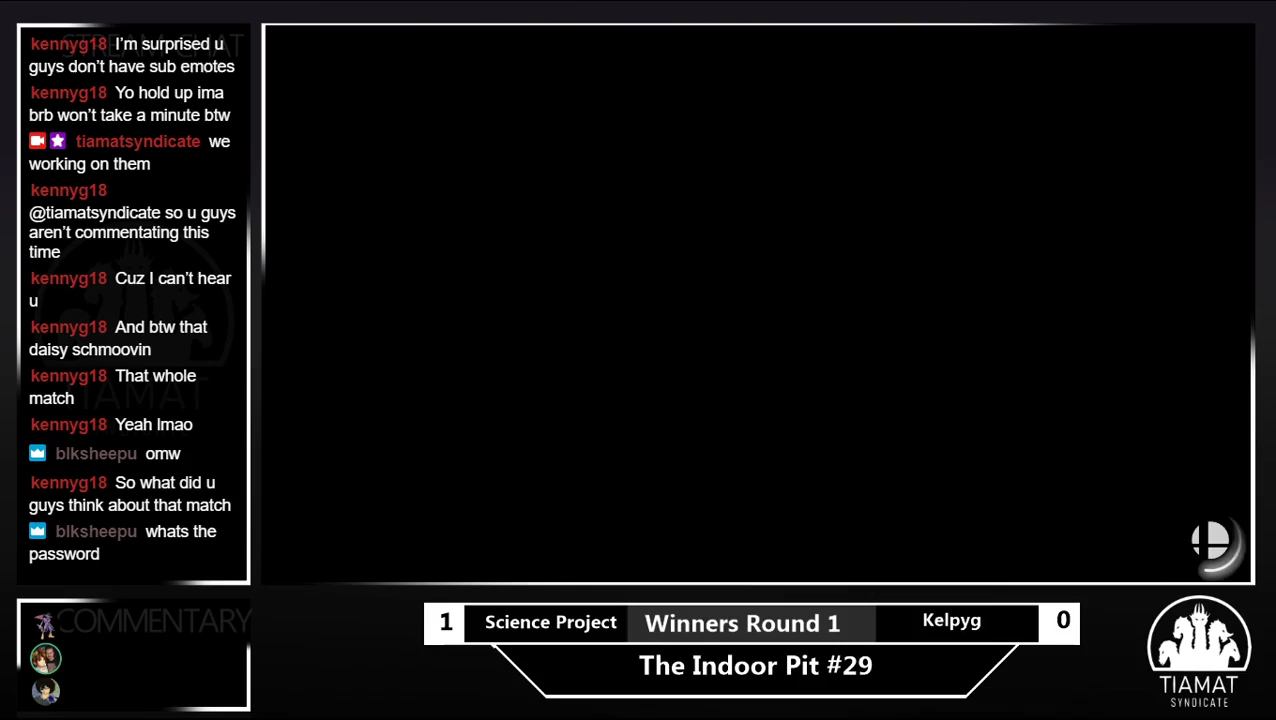 STREAM CHAT
kennyg18 I'm surprised u
guys don't have sub emotes
kennyg18 Yo hold up ima
brb won't take a minute btw
tiamatsyndicate we
working on them
kennyg18
@tiamatsyndicate so u guys
aren't commentating this
time
kennyg18 Cuz I can't hear
u
kennyg18 And btw that
daisy schmoovin
kennyg18 That whole
match
TIAMAT
kennyg18 Yeah lmao
blksheepu omw
kennyg18 So what did u
guys think about that match
blksheepu whats the
password
COMMENTARY
1 Science Project Winners Round 1 Kelpyg 0
The Indoor Pit #29
TIAMAT
SYNDICATE